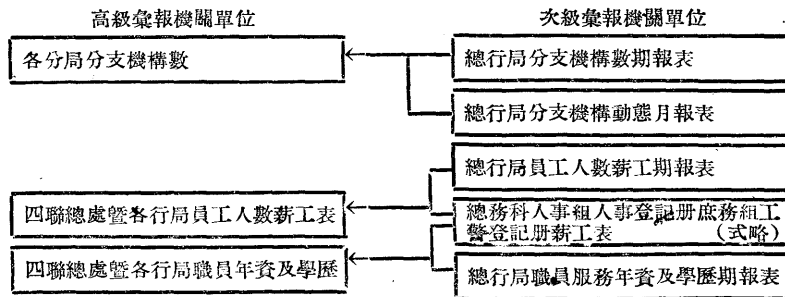 高級彙報機關單位
次級彙報機關單位
各分局分支機構數
總行局分支機構數期報表
總行局分支機構動態月報表
總行局員工人數薪工期報表
四聯總處暨各行局員工人數薪工表
總務科人事組人事登記册庶務組工
警登記册薪工表 (式略)
四聯總處暨各行局職員年資及學歷
總行局職員服務年資及學歷期報表